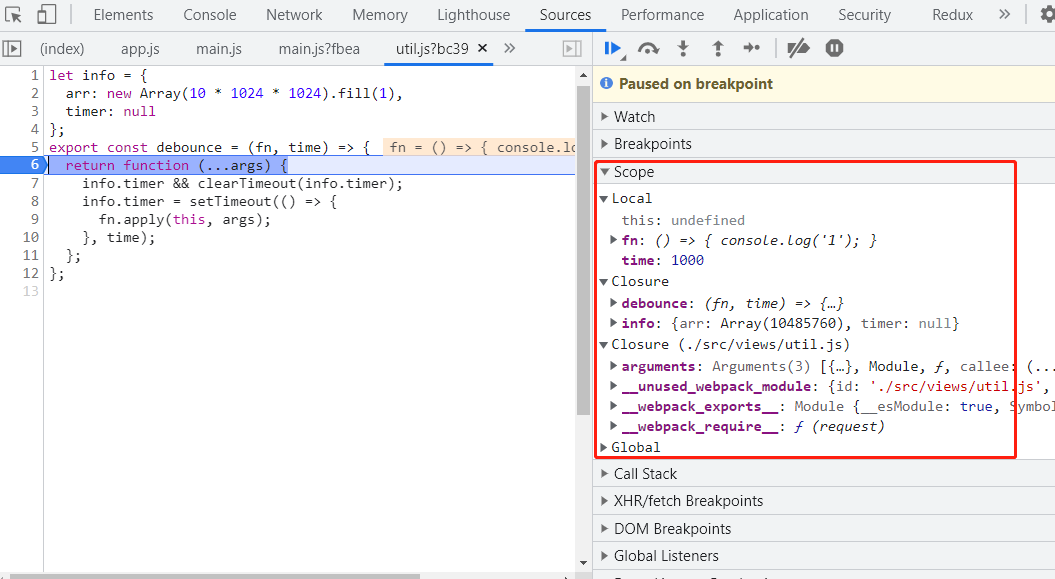 Elements Console Network Memory Lighthouse Sources Performance Application Security Redux »
(index) app.js main.js main.js?fbea util.js?bc39 × »
1 let info = {
2 arr: new Array(10 * 1024 * 1024).fill(1),
3 timer: null
4 };
5 export const debounce = (fn, time) => { fn = () => { console.lo
6 return function (...args) {
7 info.timer && clearTimeout(info.timer);
8 info.timer = setTimeout(() => {
9 fn.apply(this, args);
10 }, time);
11 };
12 };
13
Paused on breakpoint
Watch
Breakpoints
Scope
Local
this: undefined
fn: () => { console.log('1'); }
time: 1000
Closure
debounce: (fn, time) => {…}
info: {arr: Array(10485760), timer: null}
Closure (./src/views/util.js)
arguments: Arguments(3) [{…}, Module, ƒ, callee: (...
__unused_webpack_module: {id: './src/views/util.js',
__webpack_exports__: Module {__esModule: true, Symbol
__webpack_require__: ƒ (request)
Global
Call Stack
XHR/fetch Breakpoints
DOM Breakpoints
Global Listeners